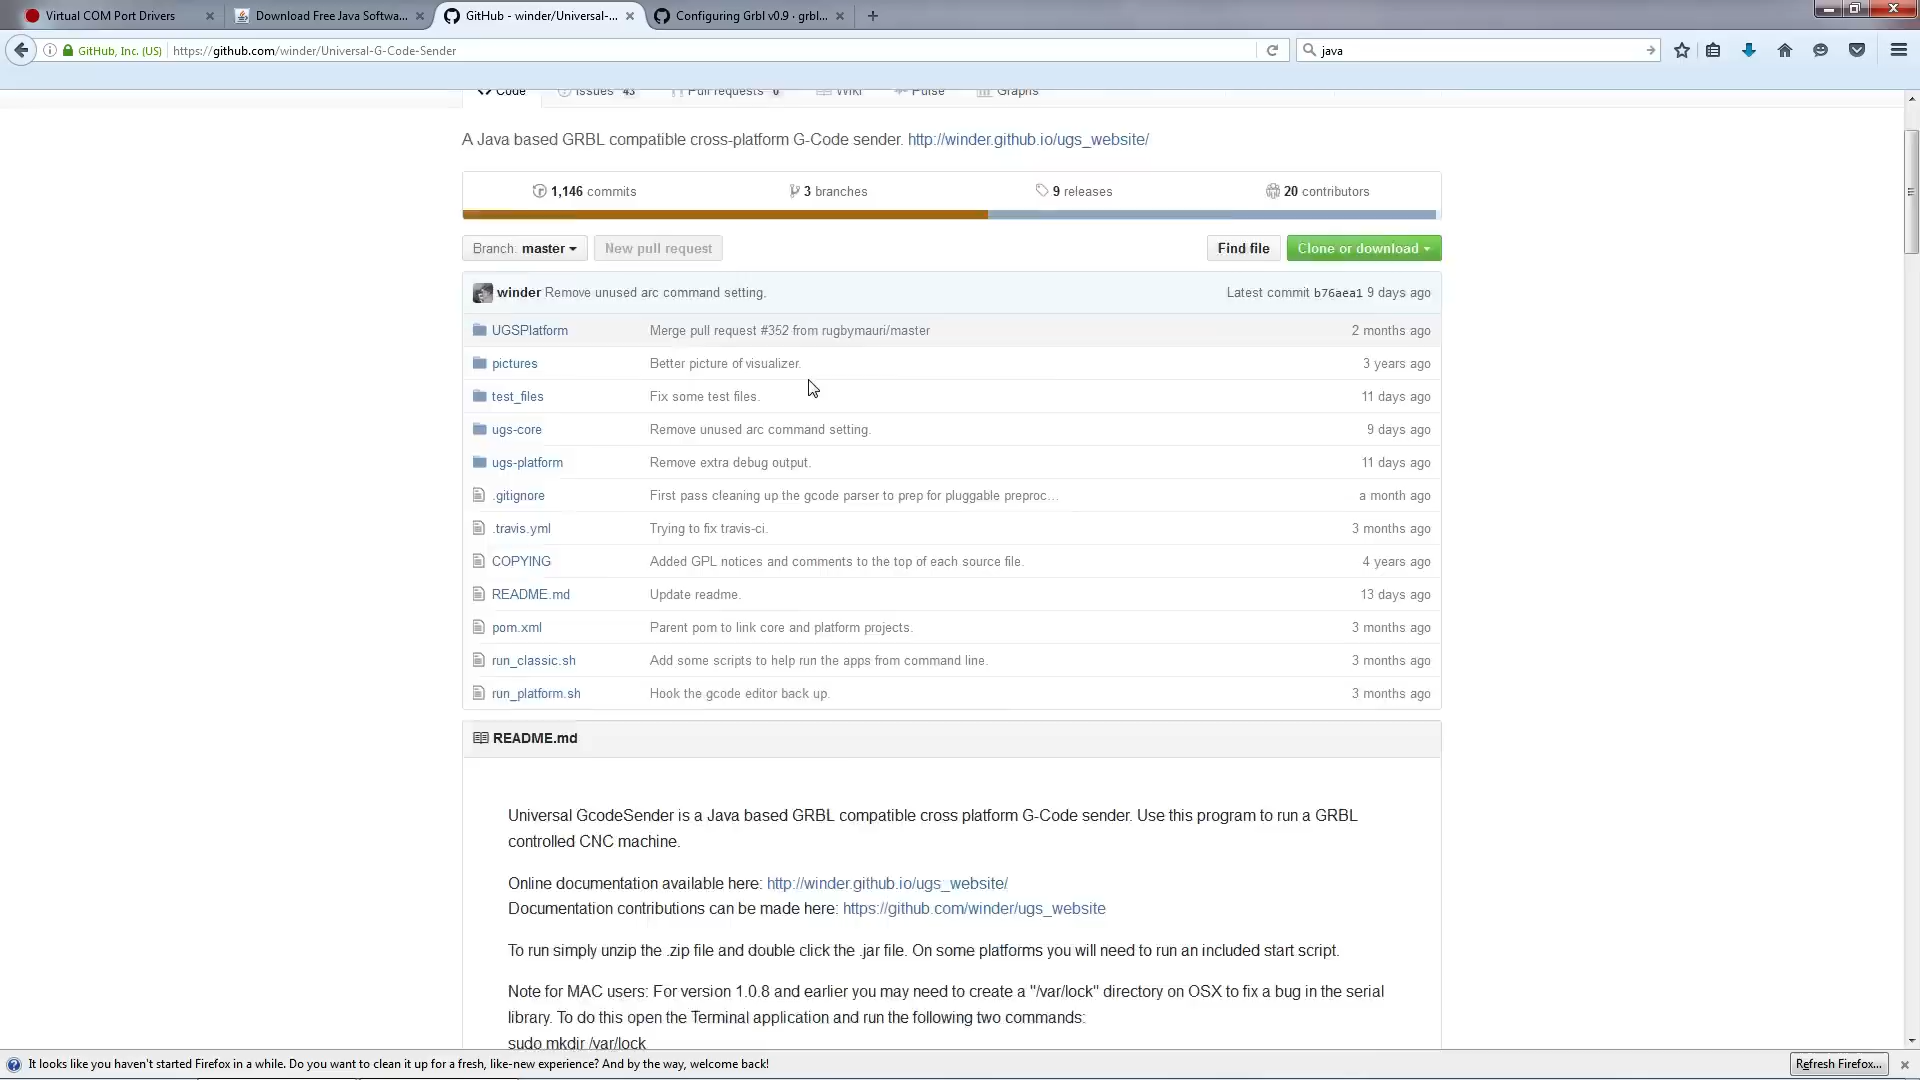 Virtual COM Port Drivers
Download Free Java Softwa...
GitHub - winder/Universal-...
Configuring Grbl v0.9 · grbl...
GitHub, Inc. (US) https://github.com/winder/Universal-G-Code-Sender
java
Code Issues 43 Pull requests 0 Wiki Pulse Graphs
A Java based GRBL compatible cross-platform G-Code sender. http://winder.github.io/ugs_website/
1,146 commits 3 branches 9 releases 20 contributors
Branch: master New pull request Find file Clone or download
winder Remove unused arc command setting. Latest commit b76aea1 9 days ago
UGSPlatform Merge pull request #352 from rugbymauri/master 2 months ago
pictures Better picture of visualizer. 3 years ago
test_files Fix some test files. 11 days ago
ugs-core Remove unused arc command setting. 9 days ago
ugs-platform Remove extra debug output. 11 days ago
.gitignore First pass cleaning up the gcode parser to prep for pluggable preproc... a month ago
.travis.yml Trying to fix travis-ci. 3 months ago
COPYING Added GPL notices and comments to the top of each source file. 4 years ago
README.md Update readme. 13 days ago
pom.xml Parent pom to link core and platform projects. 3 months ago
run_classic.sh Add some scripts to help run the apps from command line. 3 months ago
run_platform.sh Hook the gcode editor back up. 3 months ago
README.md
Universal GcodeSender is a Java based GRBL compatible cross platform G-Code sender. Use this program to run a GRBL
controlled CNC machine.
Online documentation available here: http://winder.github.io/ugs_website/
Documentation contributions can be made here: https://github.com/winder/ugs_website
To run simply unzip the .zip file and double click the .jar file. On some platforms you will need to run an included start script.
Note for MAC users: For version 1.0.8 and earlier you may need to create a "/var/lock" directory on OSX to fix a bug in the serial
library. To do this open the Terminal application and run the following two commands:
sudo mkdir /var/lock
It looks like you haven't started Firefox in a while. Do you want to clean it up for a fresh, like-new experience? And by the way, welcome back! Refresh Firefox...